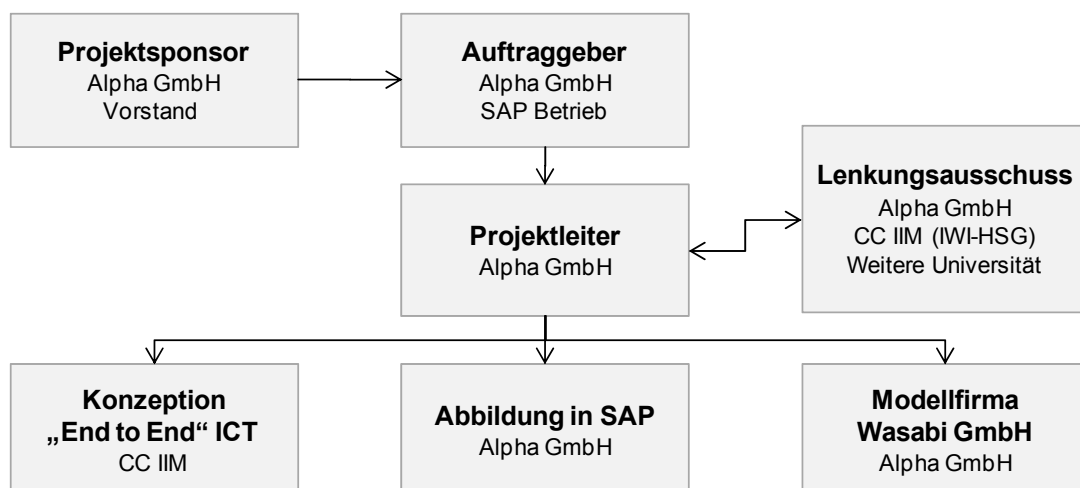 Projektsponsor
Alpha GmbH
Vorstand
Auftraggeber
Alpha GmbH
SAP Betrieb
Projektleiter
Alpha GmbH
Lenkungsausschuss
Alpha GmbH
CC IIM (IWI-HSG)
Weitere Universität
Konzeption
„End to End“ ICT
CC IIM
Abbildung in SAP
Alpha GmbH
Modellfirma
Wasabi GmbH
Alpha GmbH